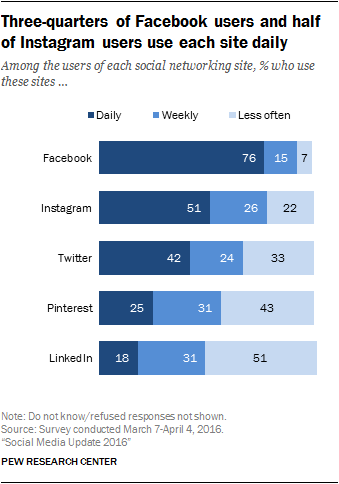 Three-quarters of Facebook users and half
of Instagram users use each site daily
Among the users of each social networking site, % who use
these sites ...
Daily Weekly Less often
Facebook 76 15 7
Instagram 51 26 22
Twitter 42 24 33
Pinterest 25 31 43
LinkedIn 18 31 51
Note: Do not know/refused responses not shown.
Source: Survey conducted March 7-April 4, 2016.
“Social Media Update 2016”
PEW RESEARCH CENTER